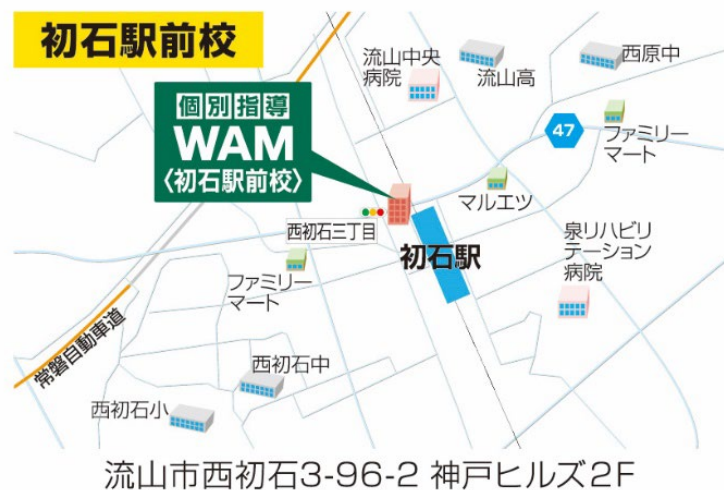 初石駅前校
個別指導
WAM
〈初石駅前校〉
流山中央
病院
流山高
西原中
47
ファミリー
マート
マルエツ
西初石三丁目
初石駅
泉リハビリ
テーション
病院
ファミリー
マート
常磐自動車道
西初石中
西初石小
流山市西初石3-96-2 神戸ヒルズ2F